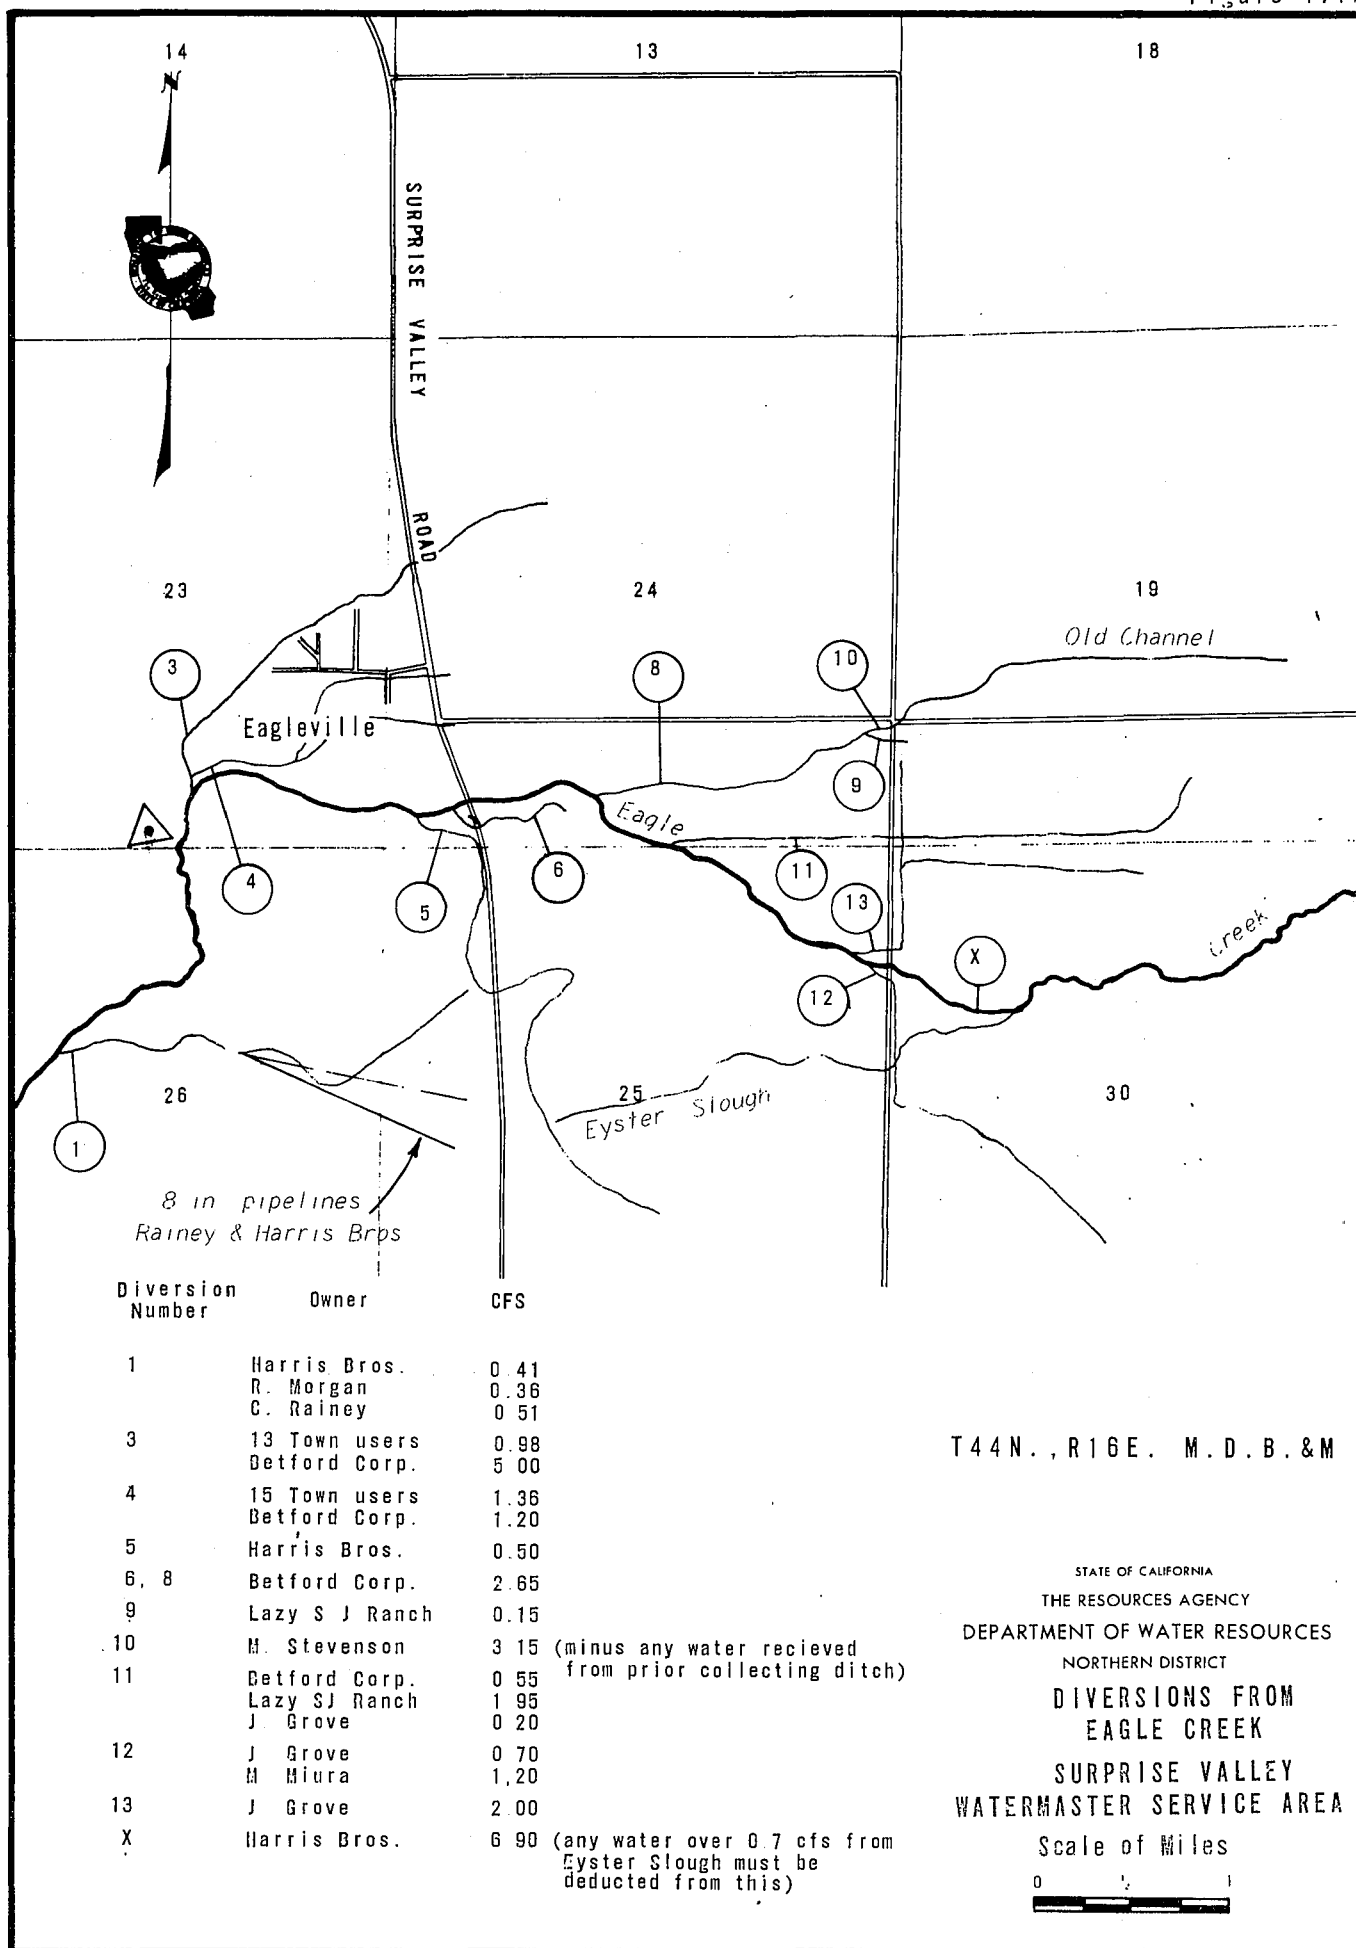 14
13
18
N
SURPRISE VALLEY ROAD
23
24
19
Old Channel
3
8
10
Eagleville
9
Eagle
4
5
6
11
13
X
Creek
12
26
25
30
Eyster Slough
1
8 in pipelines
Rainey & Harris Bros
Diversion Number Owner CFS
1 Harris Bros. 0 41
R. Morgan 0.36
C. Rainey 0 51
3 13 Town users 0.98
Betford Corp. 5 00
4 15 Town users 1.36
Betford Corp. 1.20
5 Harris Bros. 0.50
6, 8 Betford Corp. 2.65
9 Lazy S J Ranch 0.15
10 M. Stevenson 3 15 (minus any water recieved
from prior collecting ditch)
11 Betford Corp. 0 55
Lazy SJ Ranch 1 95
J Grove 0 20
12 J Grove 0 70
M Miura 1,20
13 J Grove 2.00
X Harris Bros. 6 90 (any water over 0.7 cfs from
Eyster Slough must be
deducted from this)
T44N., R16E. M.D.B.&M
STATE OF CALIFORNIA
THE RESOURCES AGENCY
DEPARTMENT OF WATER RESOURCES
NORTHERN DISTRICT
DIVERSIONS FROM
EAGLE CREEK
SURPRISE VALLEY
WATERMASTER SERVICE AREA
Scale of Miles
0 ½ 1